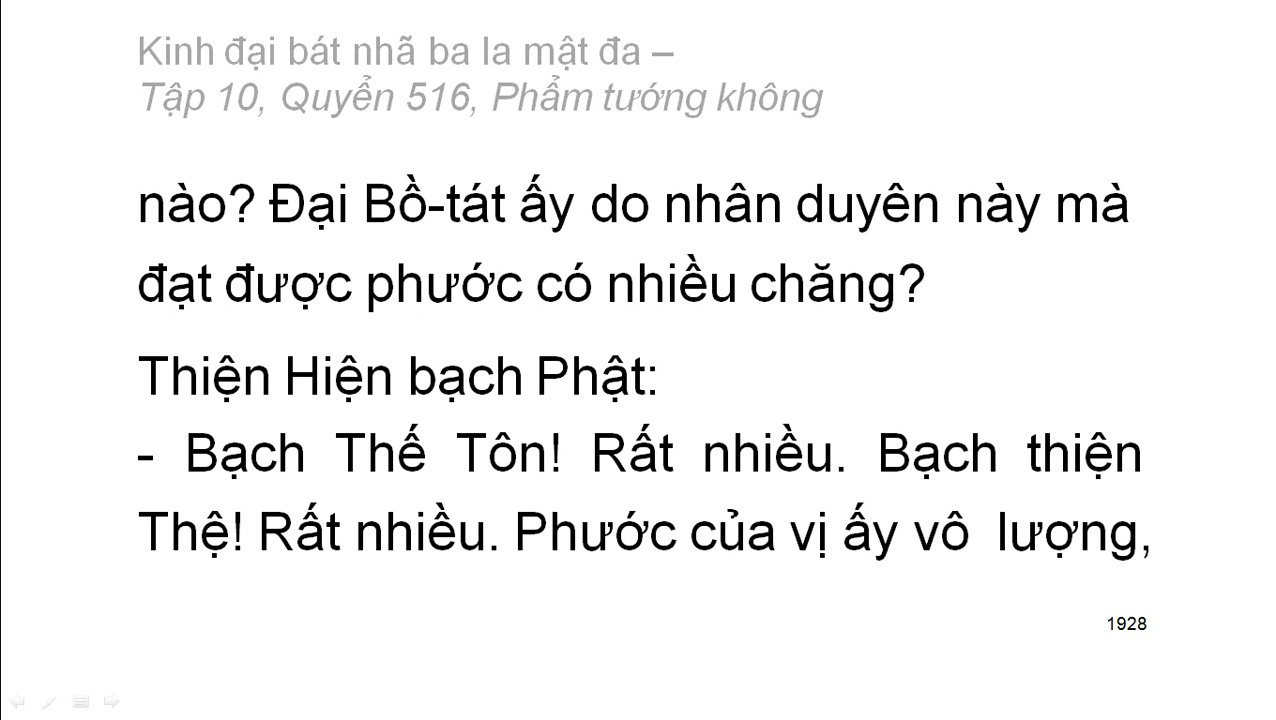 Kinh đại bát nhã ba la mật đa –
Tập 10, Quyển 516, Phẩm tướng không
nào? Đại Bồ-tát ấy do nhân duyên này mà
đạt được phước có nhiều chăng?
Thiện Hiện bạch Phật:
- Bạch Thế Tôn! Rất nhiều. Bạch thiện
Thệ! Rất nhiều. Phước của vị ấy vô lượng,
1928